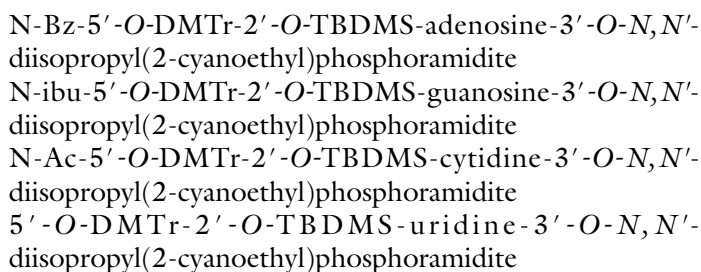 N-Bz-5′-O-DMTr-2′-O-TBDMS-adenosine-3′-O-N,N′-
diisopropyl(2-cyanoethyl)phosphoramidite
N-ibu-5′-O-DMTr-2′-O-TBDMS-guanosine-3′-O-N,N′-
diisopropyl(2-cyanoethyl)phosphoramidite
N-Ac-5′-O-DMTr-2′-O-TBDMS-cytidine-3′-O-N,N′-
diisopropyl(2-cyanoethyl)phosphoramidite
5′-O-DMTr-2′-O-TBDMS-uridine-3′-O-N,N′-
diisopropyl(2-cyanoethyl)phosphoramidite